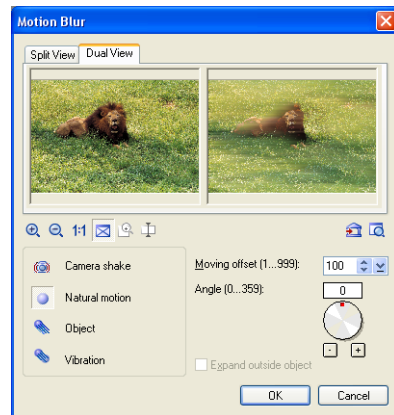 Motion Blur
Split View
Dual View
1:1
Camera shake
Moving offset (1...999):
100
Natural motion
Angle (0...359):
0
Object
Vibration
- +
Expand outside object
OK
Cancel